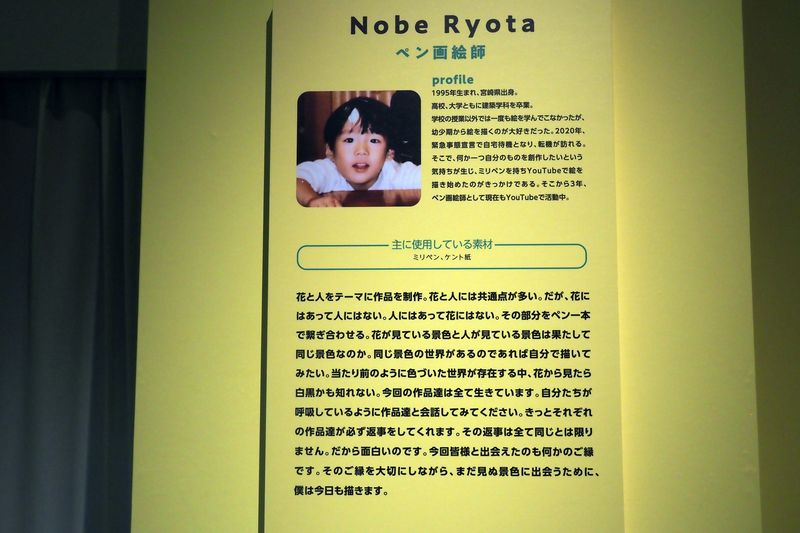 Nobe Ryota
ペン画絵師
profile
1995年生まれ、宮崎県出身。
高校、大学ともに建築学科を卒業。
学校の授業以外では一度も絵を学んでこなかったが、
幼少期から絵を描くのが大好きだった。2020年、
緊急事態宣言で自宅待機となり、転機が訪れる。
そこで、何か一つ自分のものを創作したいという
気持ちが生じ、ミリペンを持ちYouTubeで絵を
描き始めたのがきっかけである。そこから3年、
ペン画絵師として現在もYouTubeで活動中。
主に使用している素材
ミリペン、ケント紙
花と人をテーマに作品を制作。花と人には共通点が多い。だが、花に
はあって人にはない。人にはあって花にはない。その部分をペン一本
で繋ぎ合わせる。花が見ている景色と人が見ている景色は果たして
同じ景色なのか。同じ景色の世界があるのであれば自分で描いて
みたい。当たり前のように色づいた世界が存在する中、花から見たら
白黒かも知れない。今回の作品達は全て生きています。自分たちが
呼吸しているように作品達と会話してみてください。きっとそれぞれ
の作品達が必ず返事をしてくれます。その返事は全て同じとは限り
ません。だから面白いのです。今回皆様と出会えたのも何かのご縁
です。そのご縁を大切にしながら、まだ見ぬ景色に出会うために、
僕は今日も描きます。